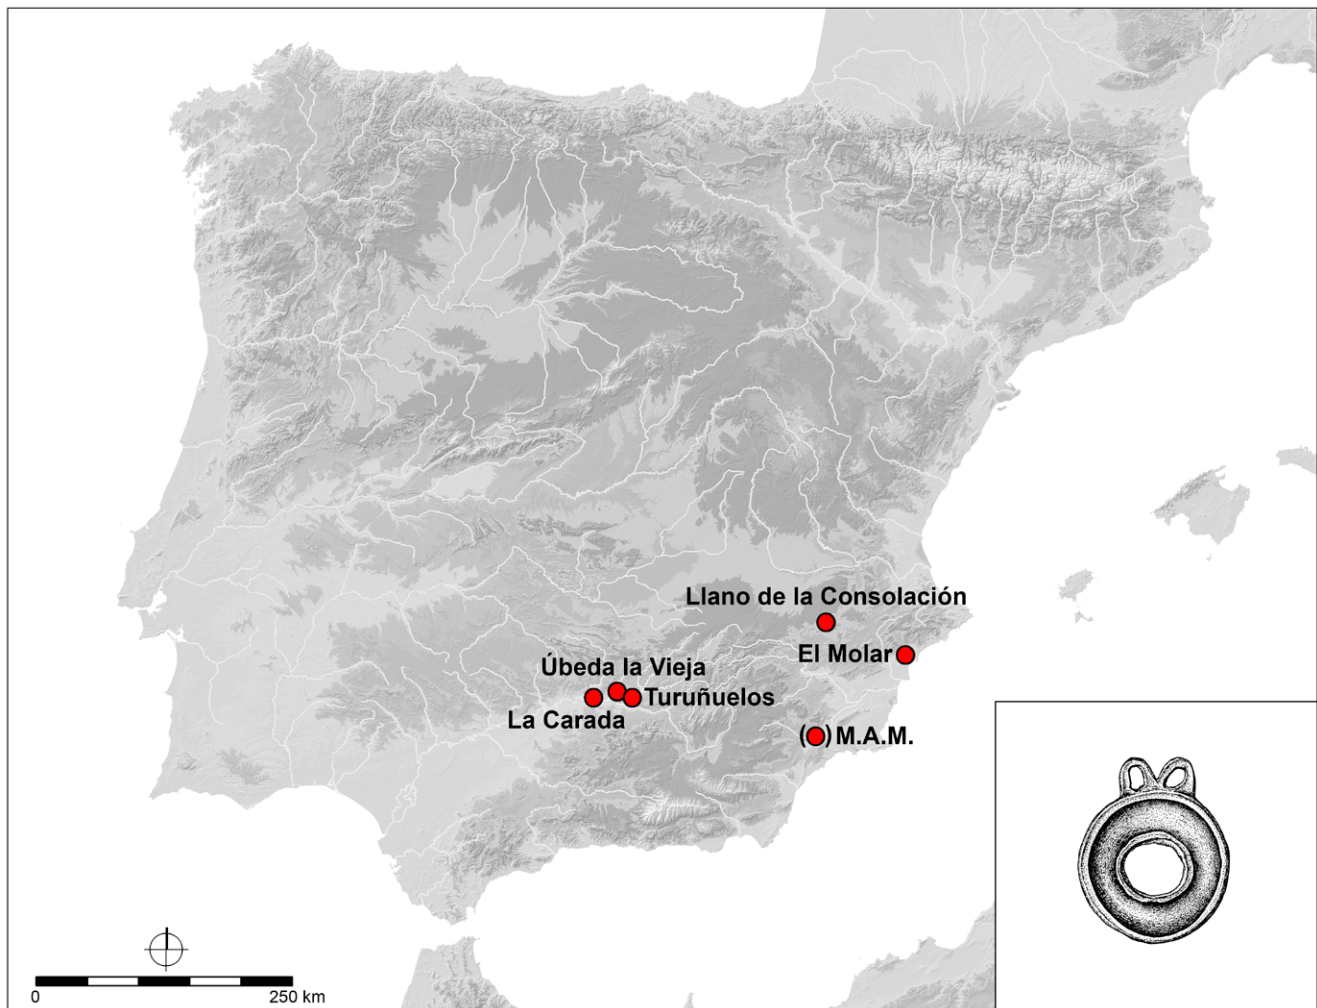 Llano de la Consolación
El Molar
Úbeda la Vieja
Turuñuelos
La Carada
( ) M.A.M.
0 250 km